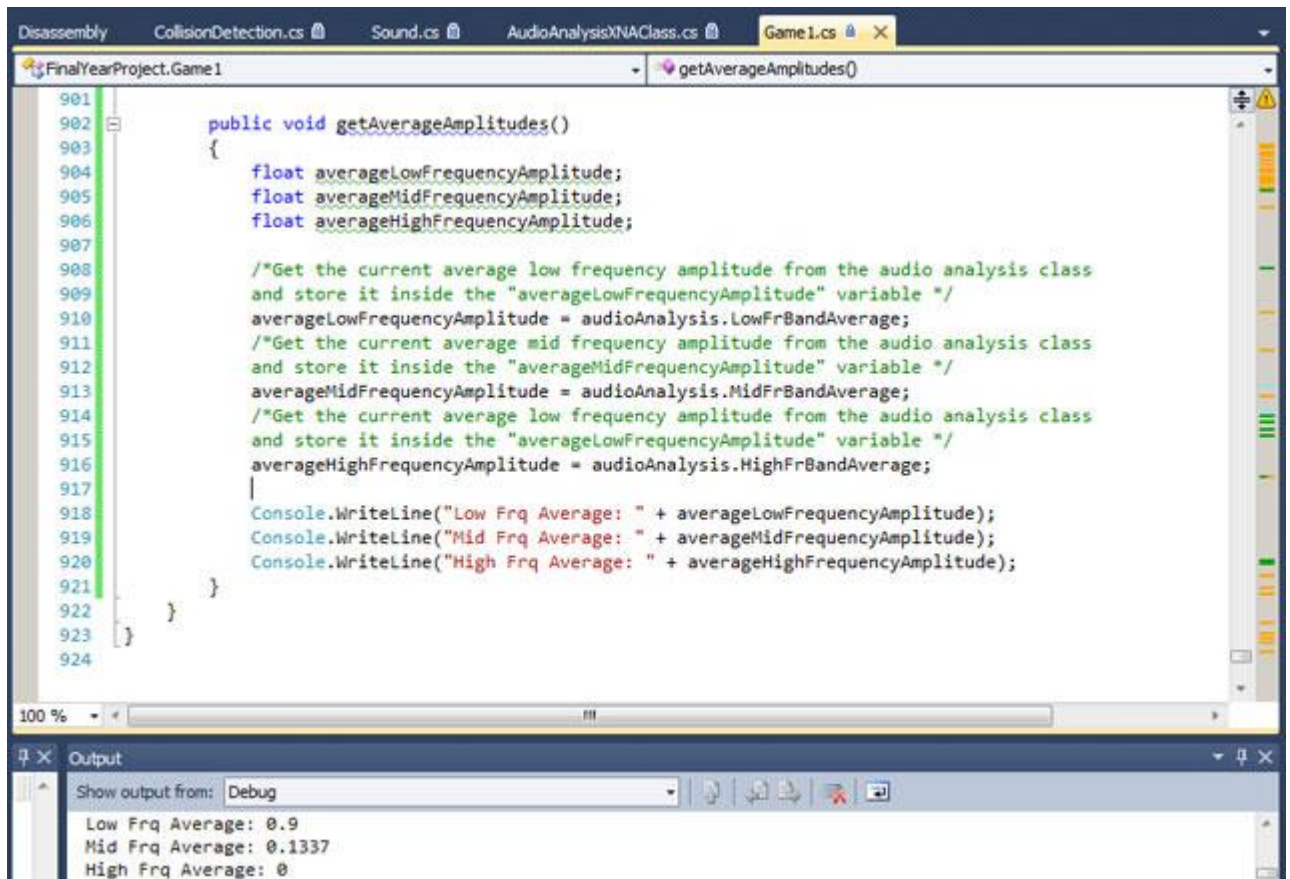 Disassembly CollisionDetection.cs Sound.cs AudioAnalysisXNAClass.cs Game1.cs
FinalYearProject.Game1 getAverageAmplitudes()
901
902 public void getAverageAmplitudes()
903 {
904 float averageLowFrequencyAmplitude;
905 float averageMidFrequencyAmplitude;
906 float averageHighFrequencyAmplitude;
907
908 /*Get the current average low frequency amplitude from the audio analysis class
909 and store it inside the "averageLowFrequencyAmplitude" variable */
910 averageLowFrequencyAmplitude = audioAnalysis.LowFrBandAverage;
911 /*Get the current average mid frequency amplitude from the audio analysis class
912 and store it inside the "averageMidFrequencyAmplitude" variable */
913 averageMidFrequencyAmplitude = audioAnalysis.MidFrBandAverage;
914 /*Get the current average low frequency amplitude from the audio analysis class
915 and store it inside the "averageLowFrequencyAmplitude" variable */
916 averageHighFrequencyAmplitude = audioAnalysis.HighFrBandAverage;
917
918 Console.WriteLine("Low Frq Average: " + averageLowFrequencyAmplitude);
919 Console.WriteLine("Mid Frq Average: " + averageMidFrequencyAmplitude);
920 Console.WriteLine("High Frq Average: " + averageHighFrequencyAmplitude);
921 }
922 }
923 }
924
100 %
Output
Show output from: Debug
Low Frq Average: 0.9
Mid Frq Average: 0.1337
High Frq Average: 0